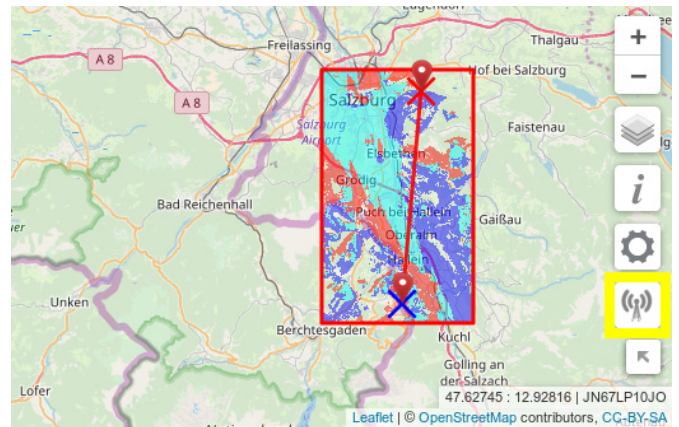 Eugendorf
Freilassing
Thalgau
A 8
Hof bei Salzburg
A 8
Salzburg
Salzburg
Airport
Faistenau
Elsbethen
Grödig
Bad Reichenhall
Puch bei Hallein
Gaißau
Oberalm
Hallein
Unken
Berchtesgaden
Kuchl
Golling an
der Salzach
Lofer
47.62745 : 12.92816 | JN67LP10JO
Leaflet | © OpenStreetMap contributors, CC-BY-SA
+
−
i